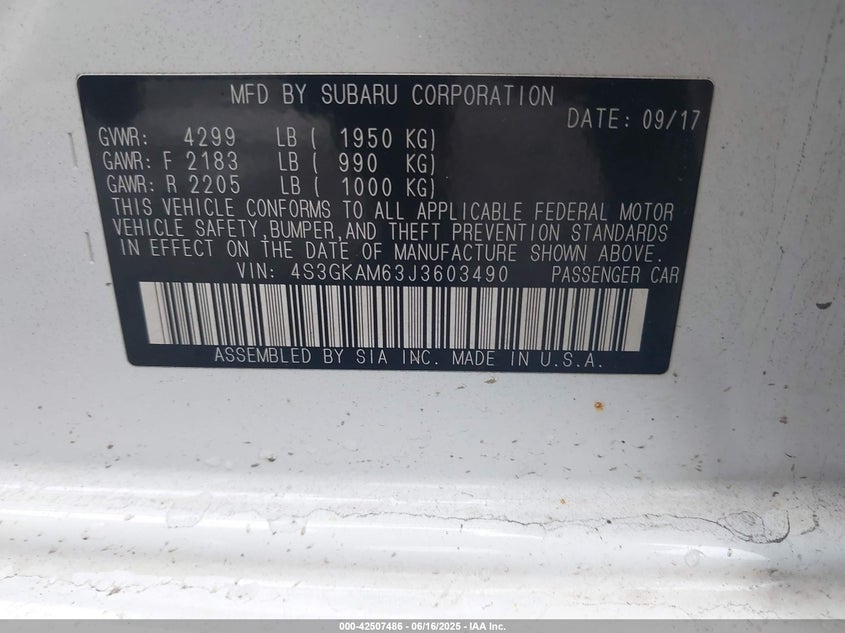 MFD BY SUBARU CORPORATION
DATE: 09/17
GVWR: 4299 LB ( 1950 KG)
GAWR: F 2183 LB ( 990 KG)
GAWR: R 2205 LB ( 1000 KG)
THIS VEHICLE CONFORMS TO ALL APPLICABLE FEDERAL MOTOR
VEHICLE SAFETY,BUMPER,AND THEFT PREVENTION STANDARDS
IN EFFECT ON THE DATE OF MANUFACTURE SHOWN ABOVE.
VIN: 4S3GKAM63J3603490 PASSENGER CAR
ASSEMBLED BY SIA INC. MADE IN U.S.A.
000-42507486 - 06/16/2025 - IAA Inc.